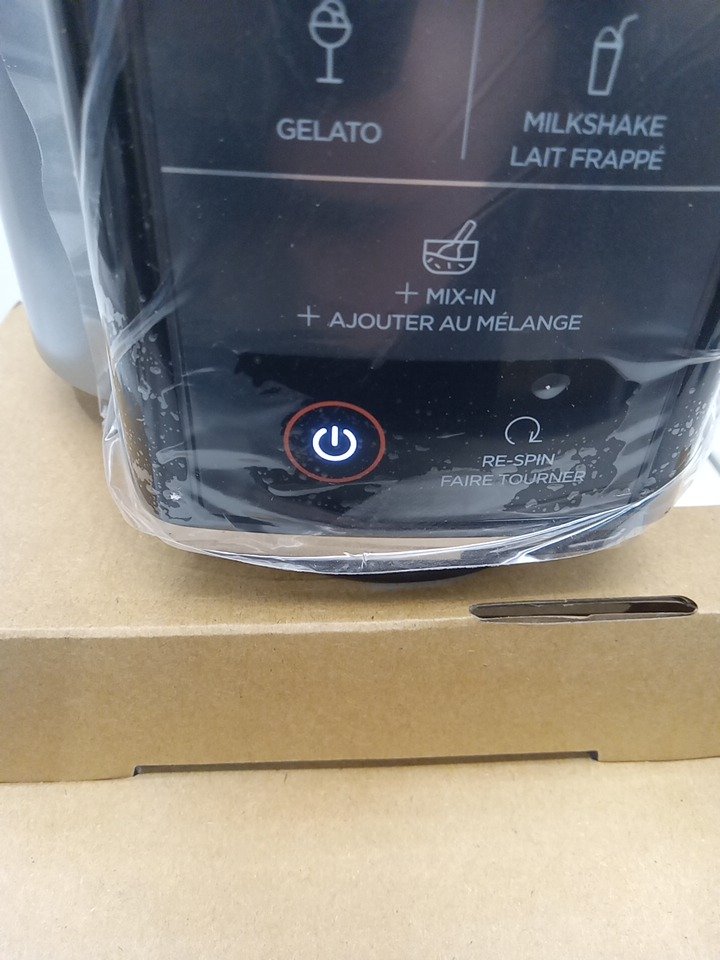 GELATO
MILKSHAKE
LAIT FRAPPÉ
+ MIX-IN
+ AJOUTER AU MÉLANGE
RE-SPIN
FAIRE TOURNER